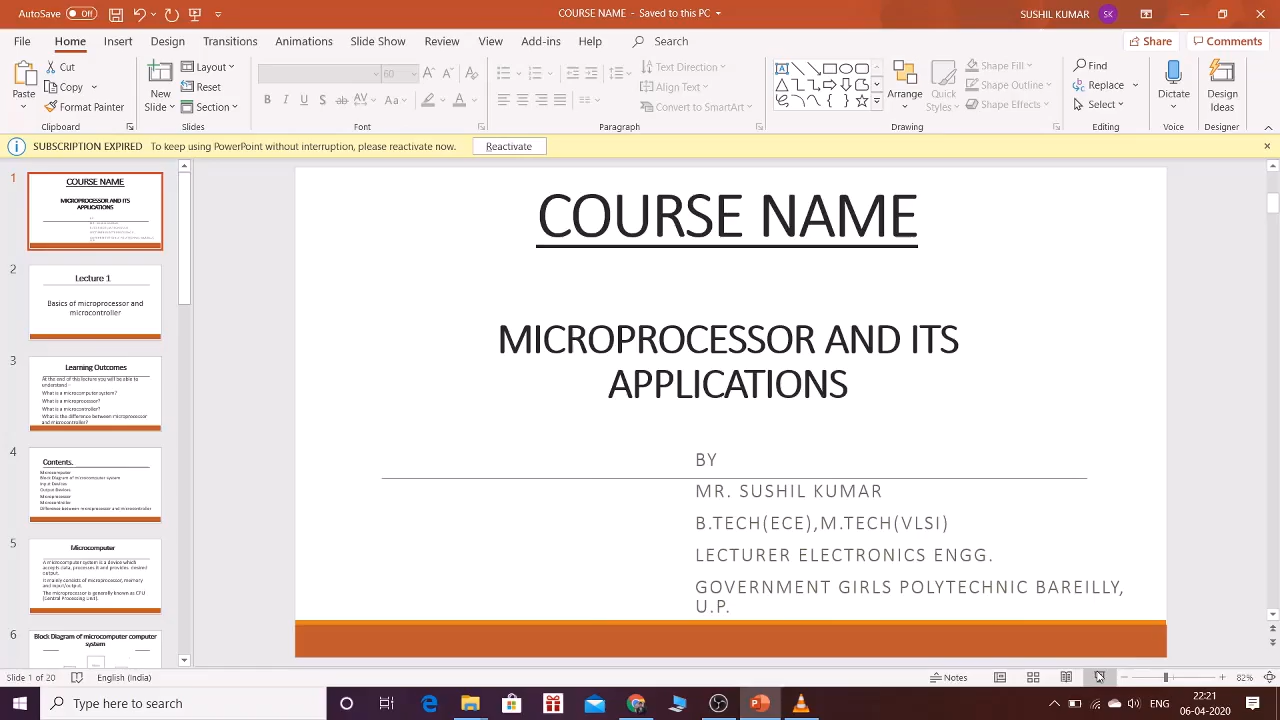 AutoSave Off
COURSE NAME - Saved to this PC
SUSHIL KUMAR SK
File Home Insert Design Transitions Animations Slide Show Review View Add-ins Help Search Share Comments
Paste
Cut
Copy
Format Painter
Clipboard
New Slide
Layout
Reset
Section
Slides
60
Font
Text Direction
Align Text
Convert to SmartArt
Paragraph
Arrange
Quick Styles
Shape Fill
Shape Outline
Shape Effects
Drawing
Find
Replace
Select
Editing
Dictate
Voice
Design Ideas
Designer
SUBSCRIPTION EXPIRED To keep using PowerPoint without interruption, please reactivate now. Reactivate
1
COURSE NAME
MICROPROCESSOR AND ITS
APPLICATIONS
2
Lecture 1
Basics of microprocessor and
microcontroller
3
Learning Outcomes
At the end of this lecture you will be able to
understand
What is a microcomputer system?
What is a microprocessor?
What is a microcontroller?
What is the difference between microprocessor
and microcontroller?
4
Contents.
Microcomputer
Block Diagram of microcomputer system
Input Devices
Output Devices
Microprocessor
Microcontroller
Difference between microprocessor and microcontroller
5
Microcomputer
A microcomputer system is a device which
accepts data, processes it and provides desired
output.
It mainly consists of microprocessor, memory
and input/output.
The microprocessor is generally known as CPU
(Central Processing Unit).
6
Block Diagram of microcomputer computer
system
COURSE NAME
MICROPROCESSOR AND ITS
APPLICATIONS
BY
MR. SUSHIL KUMAR
B.TECH(ECE),M.TECH(VLSI)
LECTURER ELECTRONICS ENGG.
GOVERNMENT GIRLS POLYTECHNIC BAREILLY,
U.P.
Slide 1 of 20 English (India) Notes 82%
Type here to search
ENG
22:21
06-04-2020